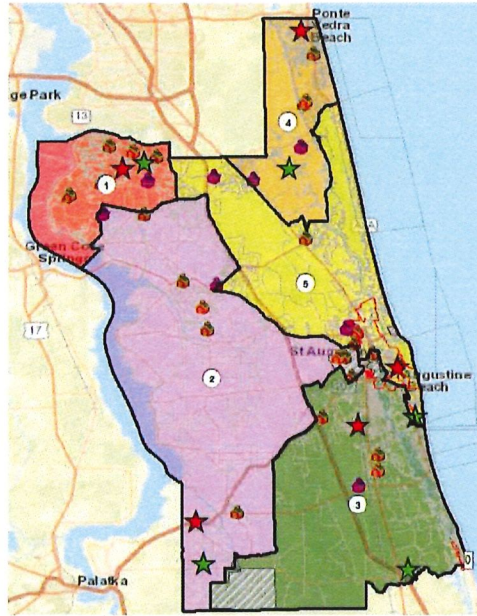 Ponte
Vedra
Beach
ge Park
13
4
1
A
Green Cove
Springs
5
17
St Aug
2
Augustine
Beach
3
Palatka